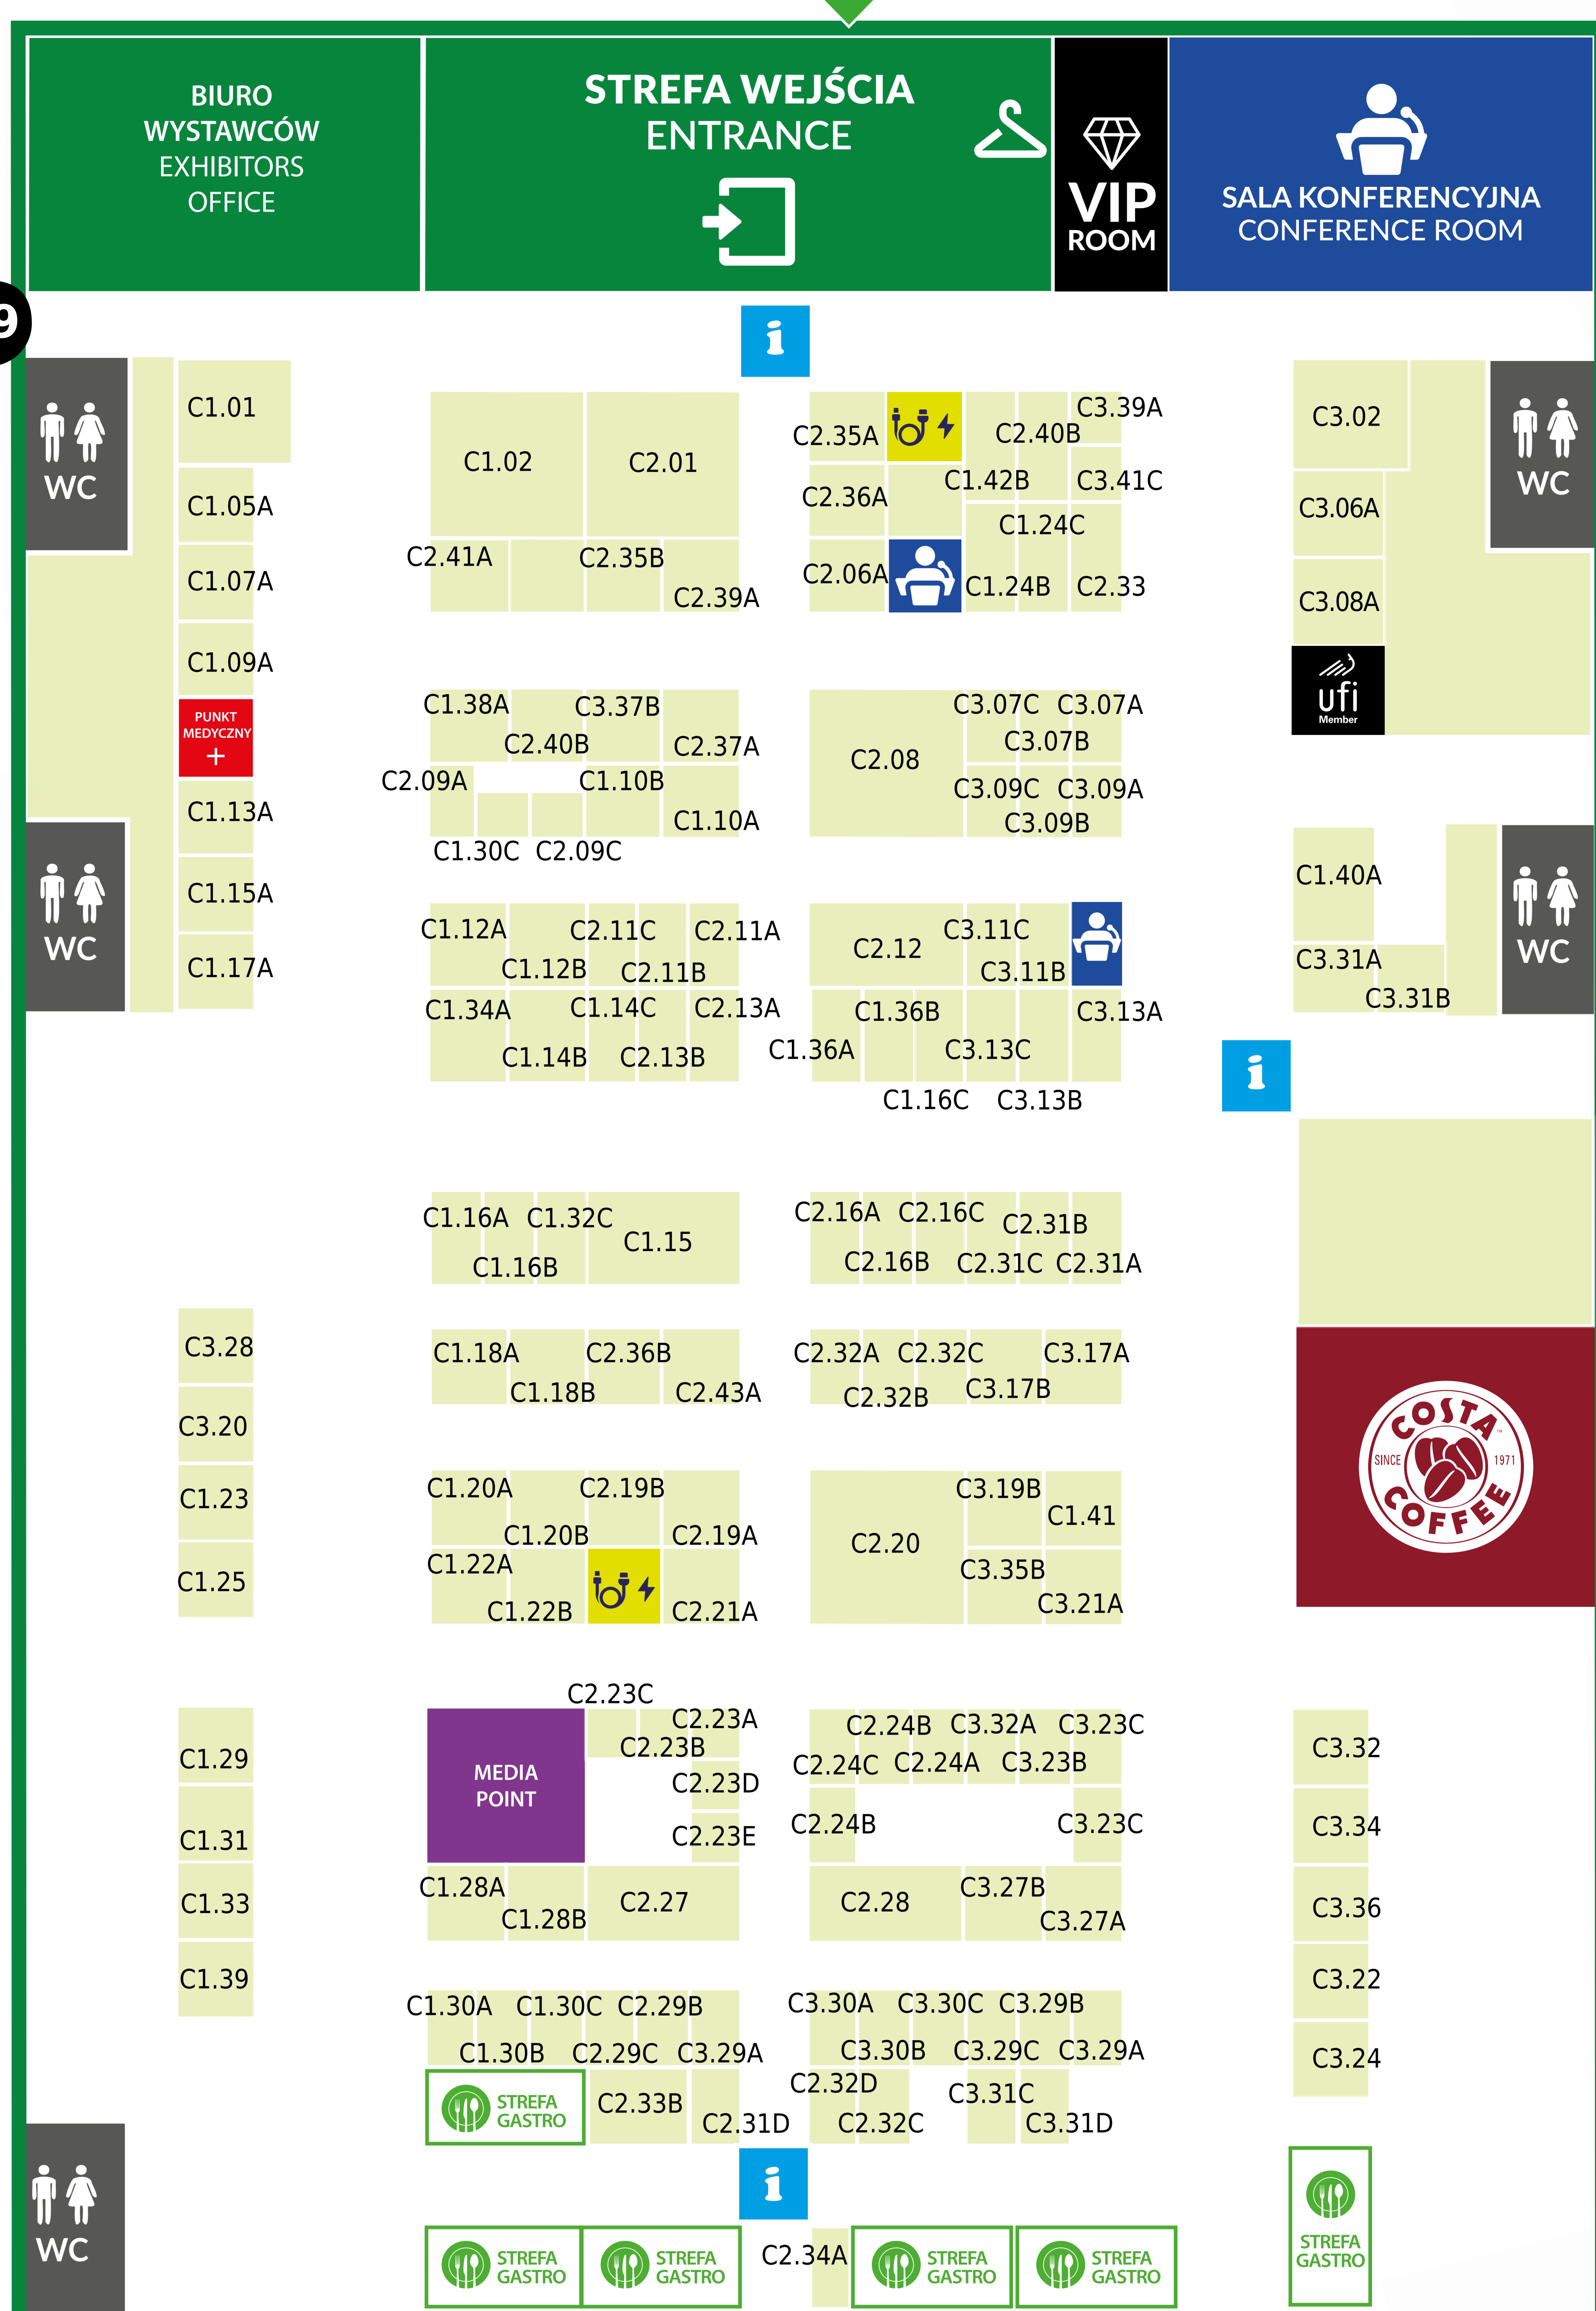 BIURO
WYSTAWCÓW
EXHIBITORS
OFFICE
STREFA WEJŚCIA
ENTRANCE
VIP
ROOM
SALA KONFERENCYJNA
CONFERENCE ROOM
9
i
WC
C1.01
C1.05A
C1.07A
C1.09A
PUNKT
MEDYCZNY
+
C1.13A
C1.15A
C1.17A
WC
C1.02
C2.01
C2.41A
C2.35B
C2.39A
C2.35A
C2.40B
C3.39A
C2.36A
C1.42B
C3.41C
C1.24C
C2.06A
C1.24B
C2.33
C3.02
C3.06A
C3.08A
WC
ufi
Member
C1.38A
C3.37B
C2.40B
C2.37A
C2.09A
C1.10B
C1.10A
C1.30C
C2.09C
C2.08
C3.07C
C3.07A
C3.07B
C3.09C
C3.09A
C3.09B
C1.12A
C2.11C
C2.11A
C1.12B
C2.11B
C1.34A
C1.14C
C2.13A
C1.14B
C2.13B
C2.12
C3.11C
C3.11B
C1.36B
C3.13A
C1.36A
C3.13C
C1.16C
C3.13B
C1.40A
C3.31A
C3.31B
WC
i
C1.16A
C1.32C
C1.15
C1.16B
C2.16A
C2.16C
C2.31B
C2.16B
C2.31C
C2.31A
C3.28
C3.20
C1.23
C1.25
C1.18A
C2.36B
C1.18B
C2.43A
C2.32A
C2.32C
C3.17A
C2.32B
C3.17B
COSTA
SINCE
1971
COFFEE
C1.20A
C2.19B
C1.20B
C2.19A
C1.22A
C1.22B
C2.21A
C2.20
C3.19B
C1.41
C3.35B
C3.21A
C1.29
C1.31
C1.33
C1.39
MEDIA
POINT
C2.23C
C2.23A
C2.23B
C2.23D
C2.23E
C1.28A
C1.28B
C2.27
C2.24B
C3.32A
C3.23C
C2.24C
C2.24A
C3.23B
C2.24B
C3.23C
C2.28
C3.27B
C3.27A
C3.32
C3.34
C3.36
C3.22
C3.24
C1.30A
C1.30C
C2.29B
C1.30B
C2.29C
C3.29A
C3.30A
C3.30C
C3.29B
C3.30B
C3.29C
C3.29A
STREFA
GASTRO
C2.33B
C2.31D
C2.32D
C2.32C
C3.31C
C3.31D
WC
i
STREFA
GASTRO
STREFA
GASTRO
C2.34A
STREFA
GASTRO
STREFA
GASTRO
STREFA
GASTRO